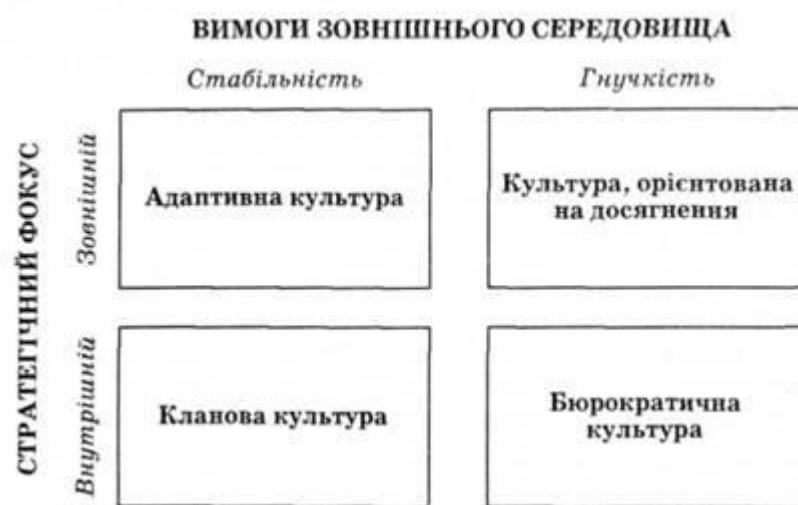 ВИМОГИ ЗОВНІШНЬОГО СЕРЕДОВИЩА
Стабільність
Гнучкість
СТРАТЕГІЧНИЙ ФОКУС
Зовнішній
Адаптивна культура
Культура, орієнтована
на досягнення
Внутрішній
Кланова культура
Бюрократична
культура